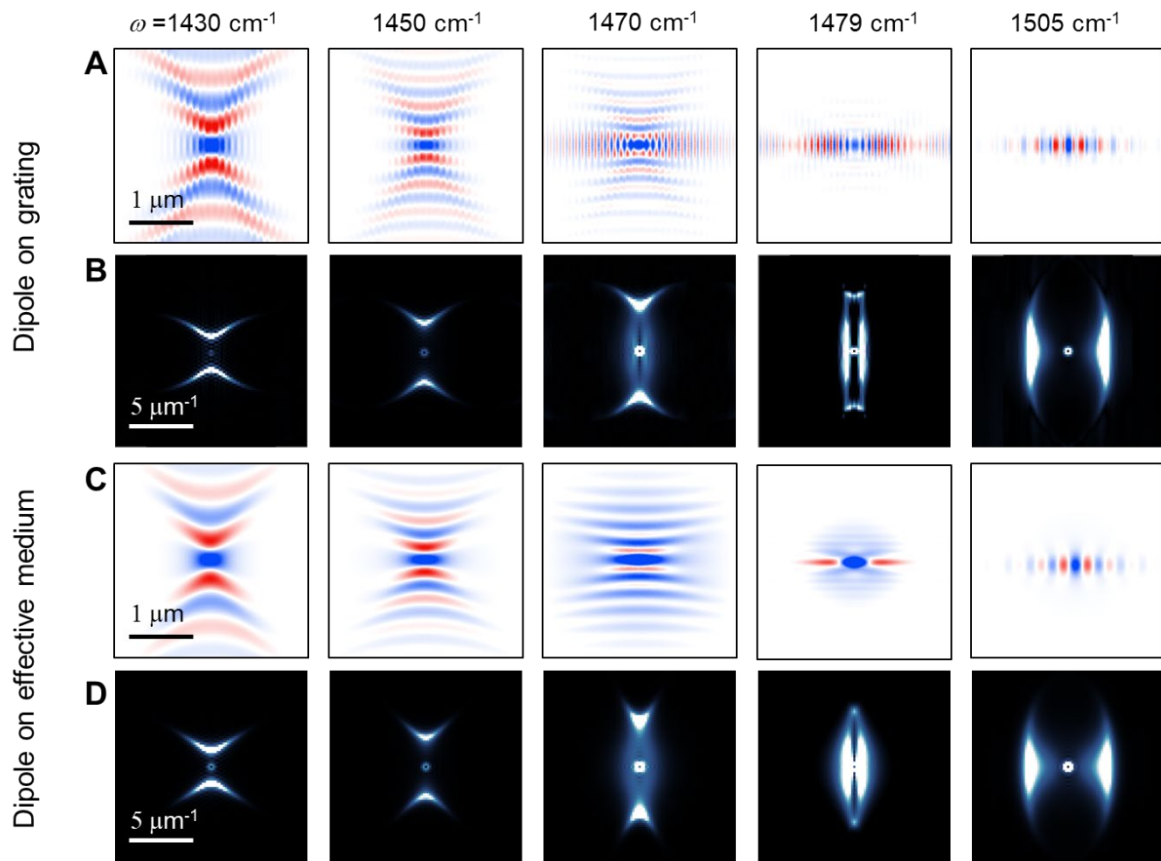 ω =1430 cm⁻¹ 1450 cm⁻¹ 1470 cm⁻¹ 1479 cm⁻¹ 1505 cm⁻¹
Dipole on grating
A
1 μm
B
5 μm⁻¹
Dipole on effective medium
C
1 μm
D
5 μm⁻¹